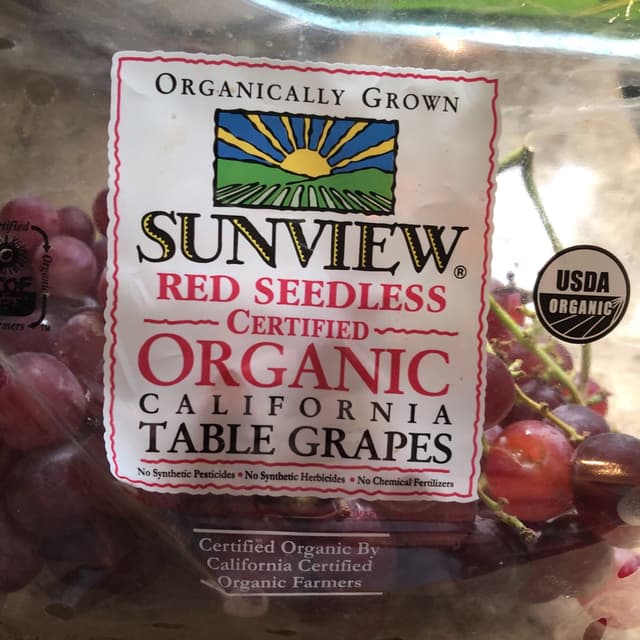 ORGANICALLY GROWN
SUNVIEW®
RED SEEDLESS
CERTIFIED
ORGANIC
CALIFORNIA
TABLE GRAPES
No Synthetic Pesticides • No Synthetic Herbicides • No Chemical Fertilizers
USDA
ORGANIC
Certified Organic By
California Certified
Organic Farmers
Organic